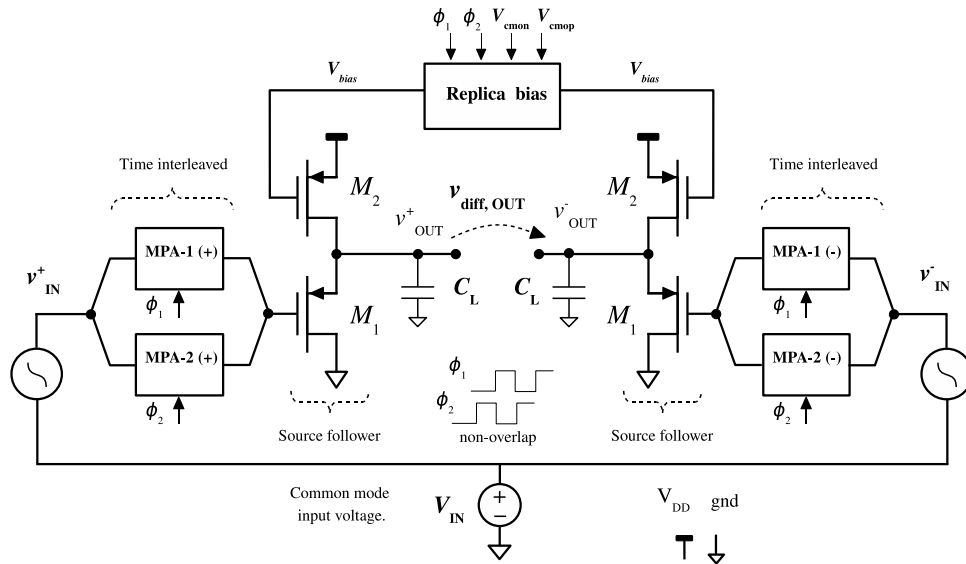 ϕ1 ϕ2 Vcmon Vcmop
Vbias Replica bias Vbias
Time interleaved Time interleaved
M2 vdiff, OUT M2
v+OUT v-OUT
MPA-1 (+) MPA-1 (-)
v+IN CL CL v-IN
ϕ1 M1 M1 ϕ1
MPA-2 (+) MPA-2 (-)
ϕ1
ϕ2 ϕ2 ϕ2
Source follower non-overlap Source follower
Common mode
input voltage. VIN
VDD gnd